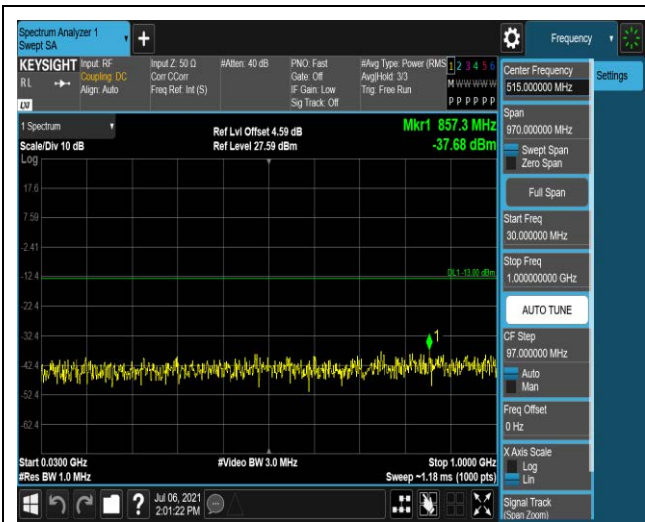 Spectrum Analyzer 1
Swept SA
+
Frequency
KEYSIGHT
RL
Input: RF
Coupling: DC
Align: Auto
Input Z: 50 Ω
Corr CCorr
Freq Ref: Int (S)
#Atten: 40 dB
PNO: Fast
Gate: Off
IF Gain: Low
Sig Track: Off
#Avg Type: Power (RMS
Avg|Hold: 3/3
Trig: Free Run
1 2 3 4 5 6
M W W W W W
P P P P P P
LXI
1 Spectrum
Scale/Div 10 dB
Ref Lvl Offset 4.59 dB
Ref Level 27.59 dBm
Mkr1 857.3 MHz
-37.68 dBm
Log
17.6
7.59
-2.41
-12.4
DL1 -13.00 dBm
-22.4
-32.4
1
-42.4
-52.4
-62.4
Start 0.0300 GHz
#Video BW 3.0 MHz
Stop 1.0000 GHz
#Res BW 1.0 MHz
Sweep ~1.18 ms (1000 pts)
Jul 06, 2021
2:01:22 PM
?
Center Frequency
515.000000 MHz
Settings
Span
970.000000 MHz
Swept Span
Zero Span
Full Span
Start Freq
30.000000 MHz
Stop Freq
1.000000000 GHz
AUTO TUNE
CF Step
97.000000 MHz
Auto
Man
Freq Offset
0 Hz
X Axis Scale
Log
Lin
Signal Track
(Span Zoom)